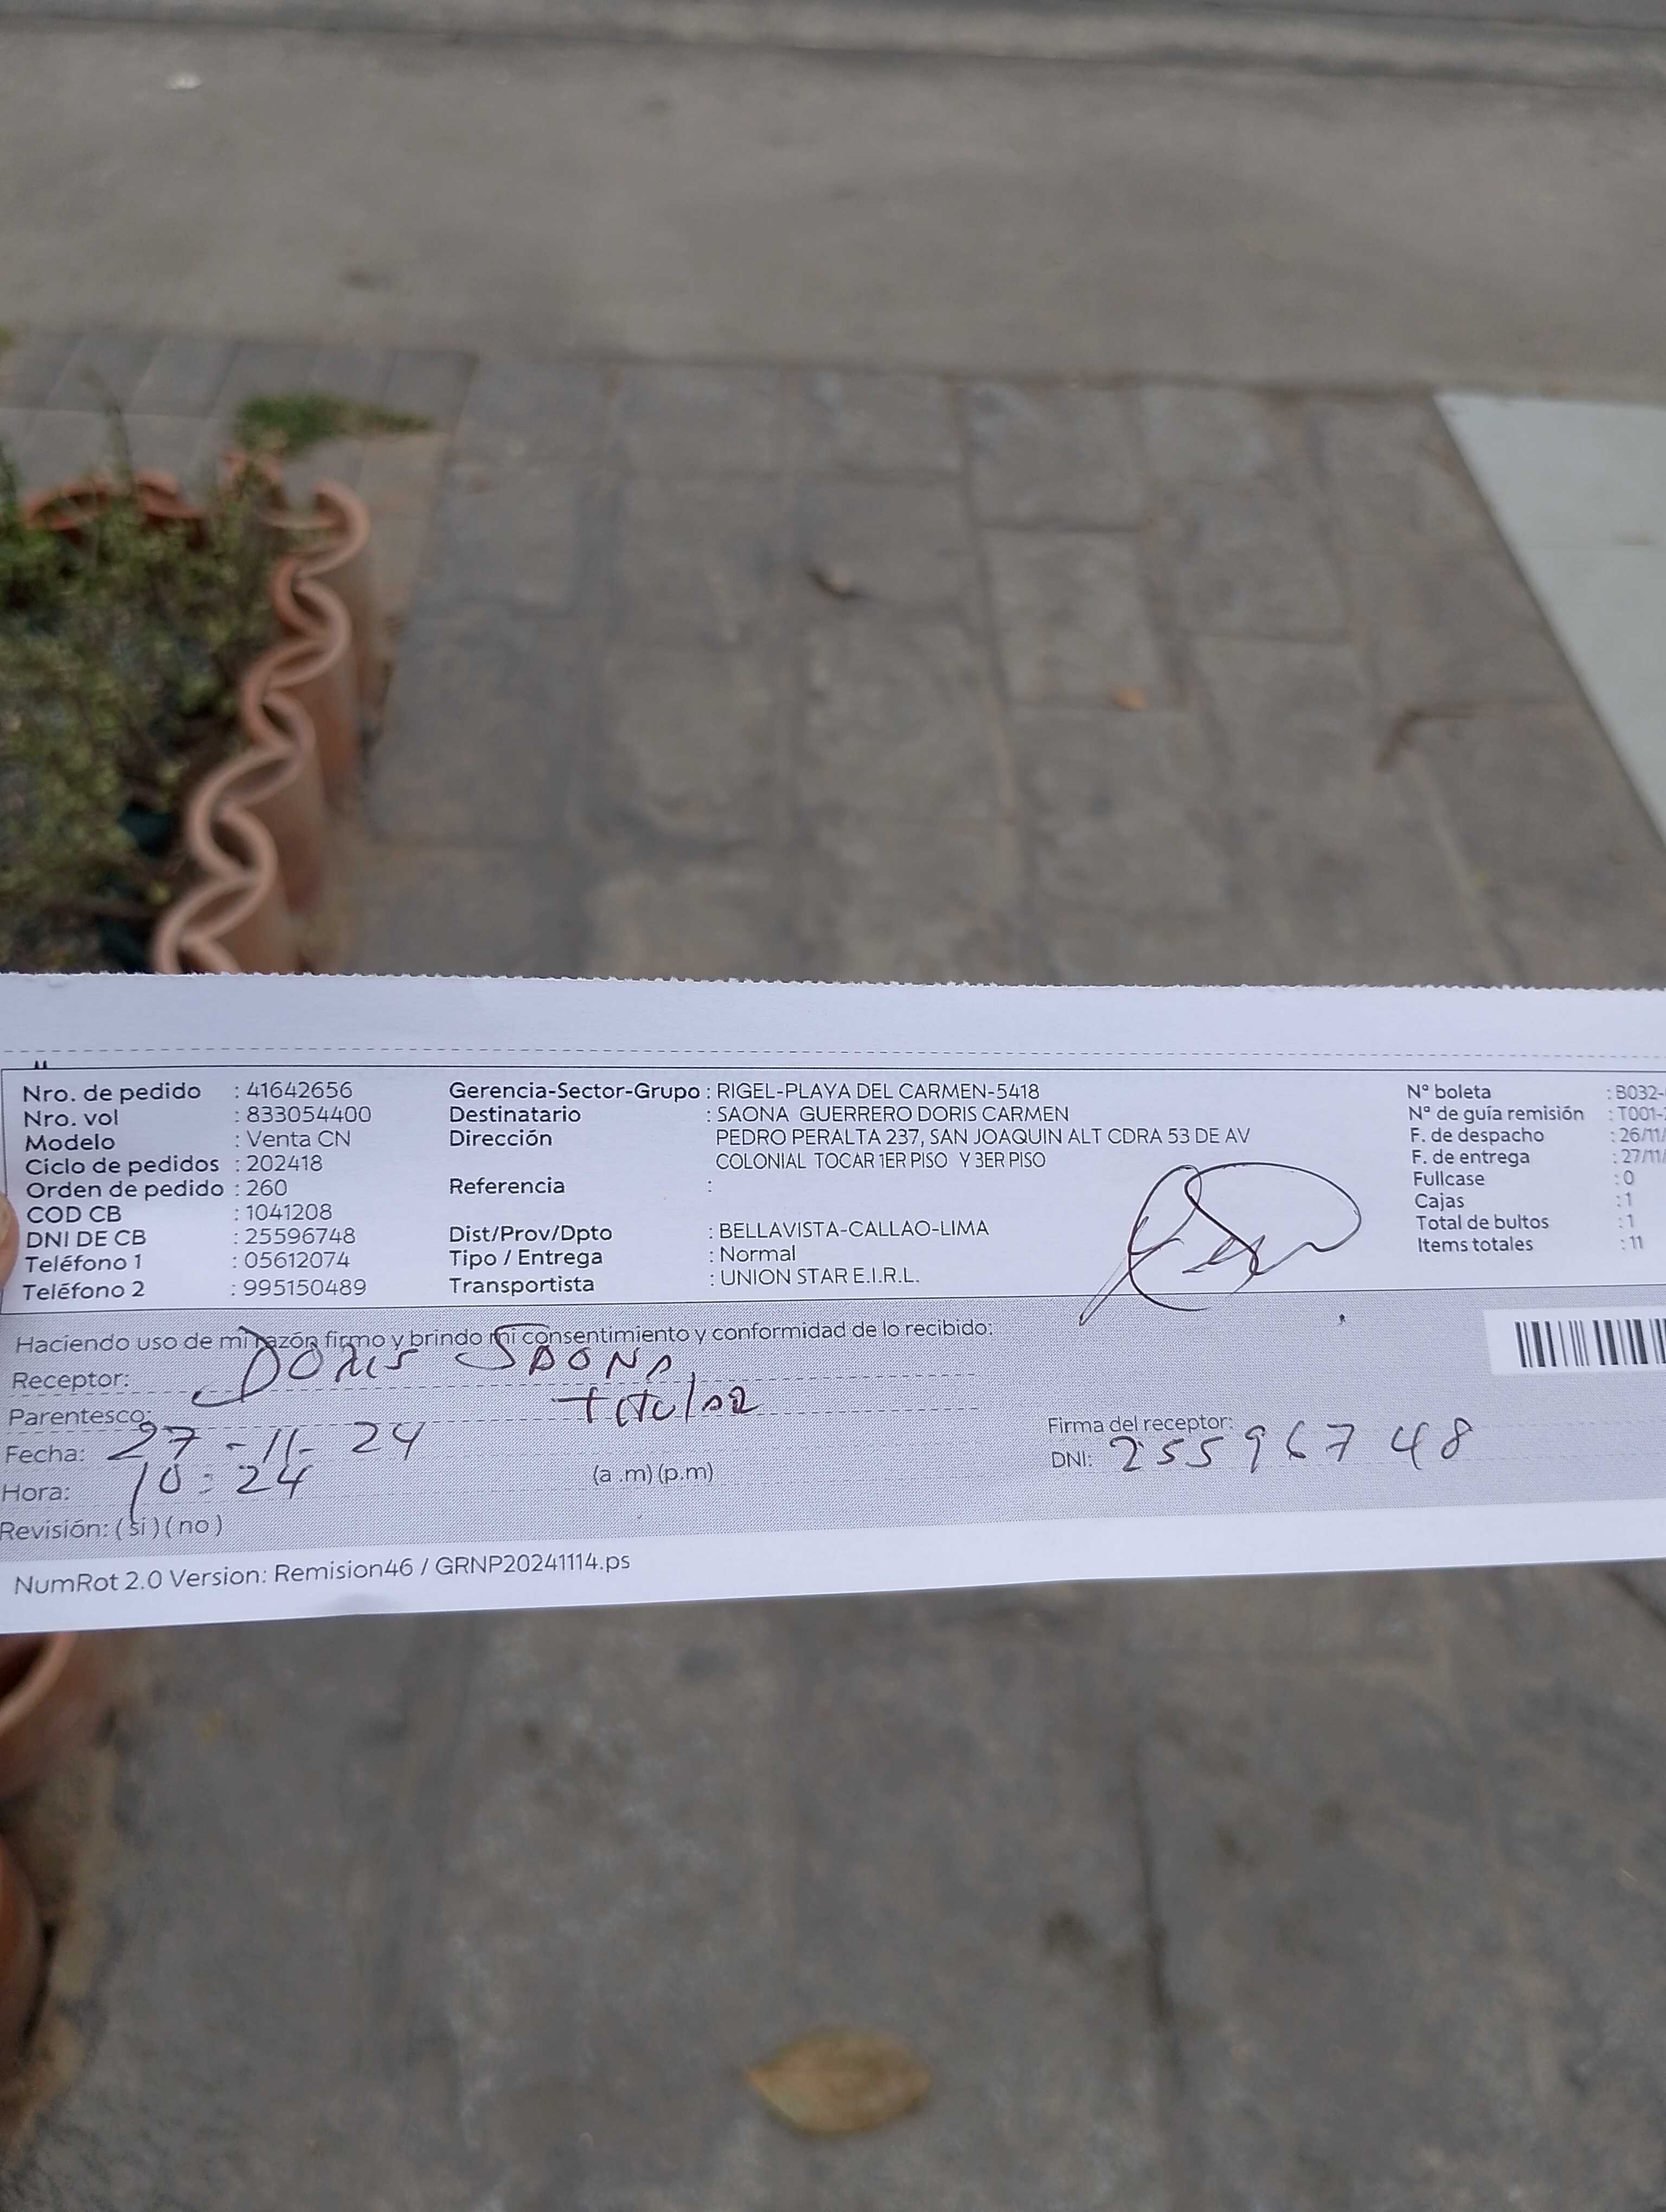 Nro. de pedido : 41642656
Nro. vol : 833054400
Modelo : Venta CN
Ciclo de pedidos : 202418
Orden de pedido : 260
COD CB : 1041208
DNI DE CB : 25596748
Teléfono 1 : 05612074
Teléfono 2 : 995150489
Gerencia-Sector-Grupo : RIGEL-PLAYA DEL CARMEN-5418
Destinatario : SAONA GUERRERO DORIS CARMEN
Dirección PEDRO PERALTA 237, SAN JOAQUIN ALT CDRA 53 DE AV
COLONIAL TOCAR 1ER PISO Y 3ER PISO
Referencia :
Dist/Prov/Dpto : BELLAVISTA-CALLAO-LIMA
Tipo / Entrega : Normal
Transportista : UNION STAR E.I.R.L.
N° boleta : B032-
N° de guía remisión : T001-
F. de despacho : 26/11/
F. de entrega : 27/11/
Fullcase : 0
Cajas : 1
Total de bultos : 1
Items totales : 11
Haciendo uso de mi razón firmo y brindo mi consentimiento y conformidad de lo recibido:
Receptor: DORIS SAONA
Parentesco: titular
Fecha: 27-11-24
Hora: 10:24 (a .m) (p.m)
Revisión: ( si ) ( no )
Firma del receptor:
DNI: 25596748
NumRot 2.0 Version: Remision46 / GRNP20241114.ps